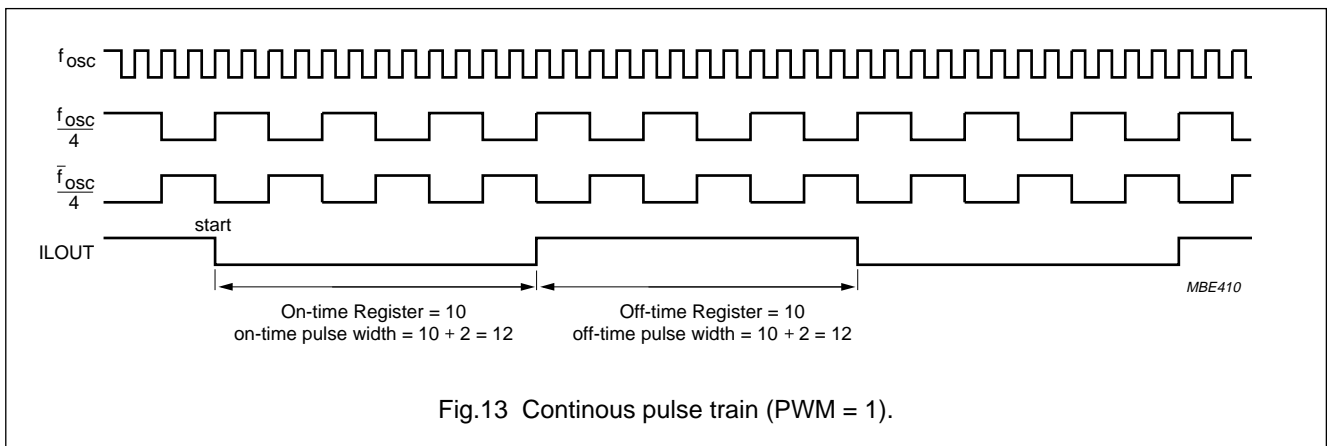 f osc
f osc
4
f̅ osc
4
start
ILOUT
MBE410
On-time Register = 10
on-time pulse width = 10 + 2 = 12
Off-time Register = 10
off-time pulse width = 10 + 2 = 12
Fig.13 Continous pulse train (PWM = 1).